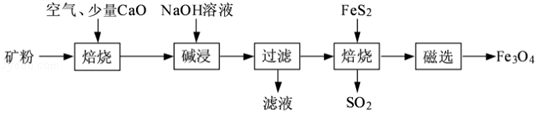 空气、少量CaO NaOH溶液 FeS₂
矿粉 焙烧 碱浸 过滤 焙烧 磁选 Fe₃O₄
滤液 SO₂